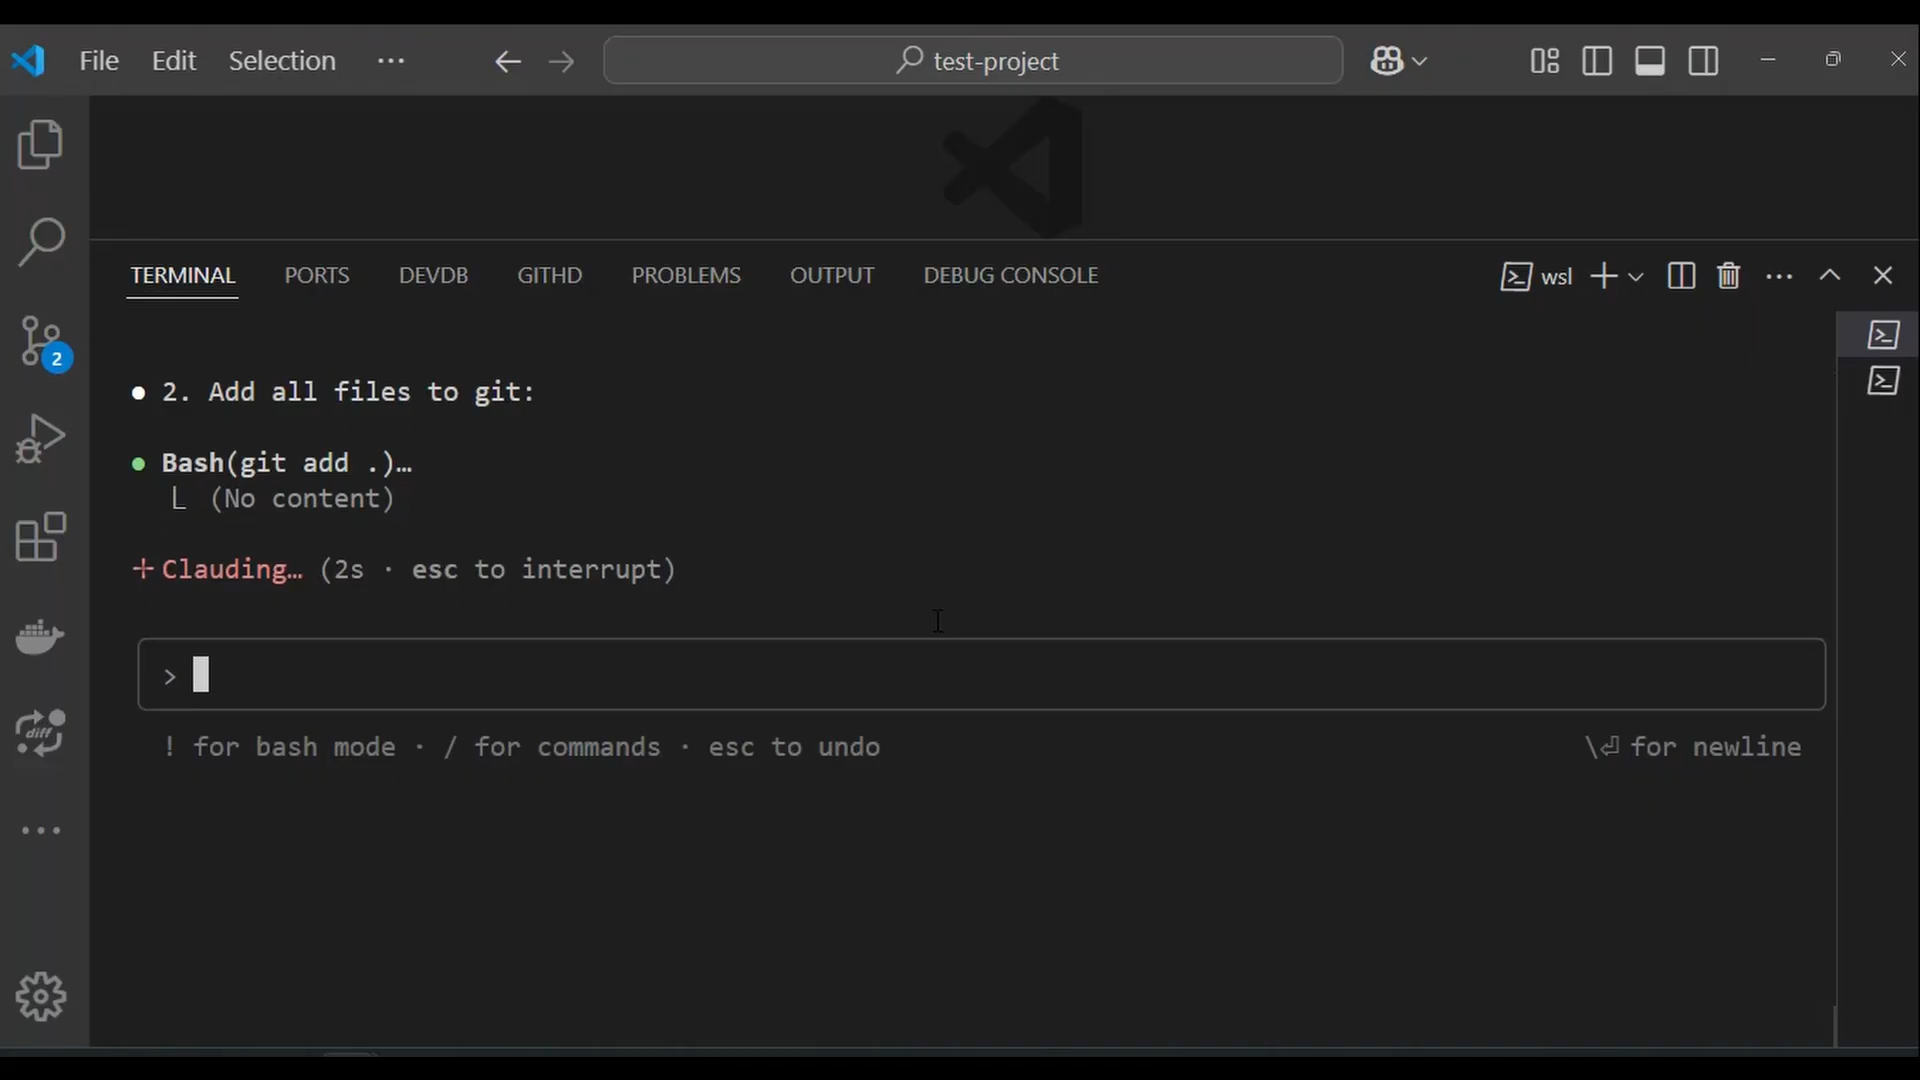 File Edit Selection ··· test-project
TERMINAL PORTS DEVDB GITHD PROBLEMS OUTPUT DEBUG CONSOLE wsl
● 2. Add all files to git:
2
● Bash(git add .)…
⎿ (No content)
+ Clauding… (2s · esc to interrupt)
>
diff
! for bash mode · / for commands · esc to undo \⏎ for newline